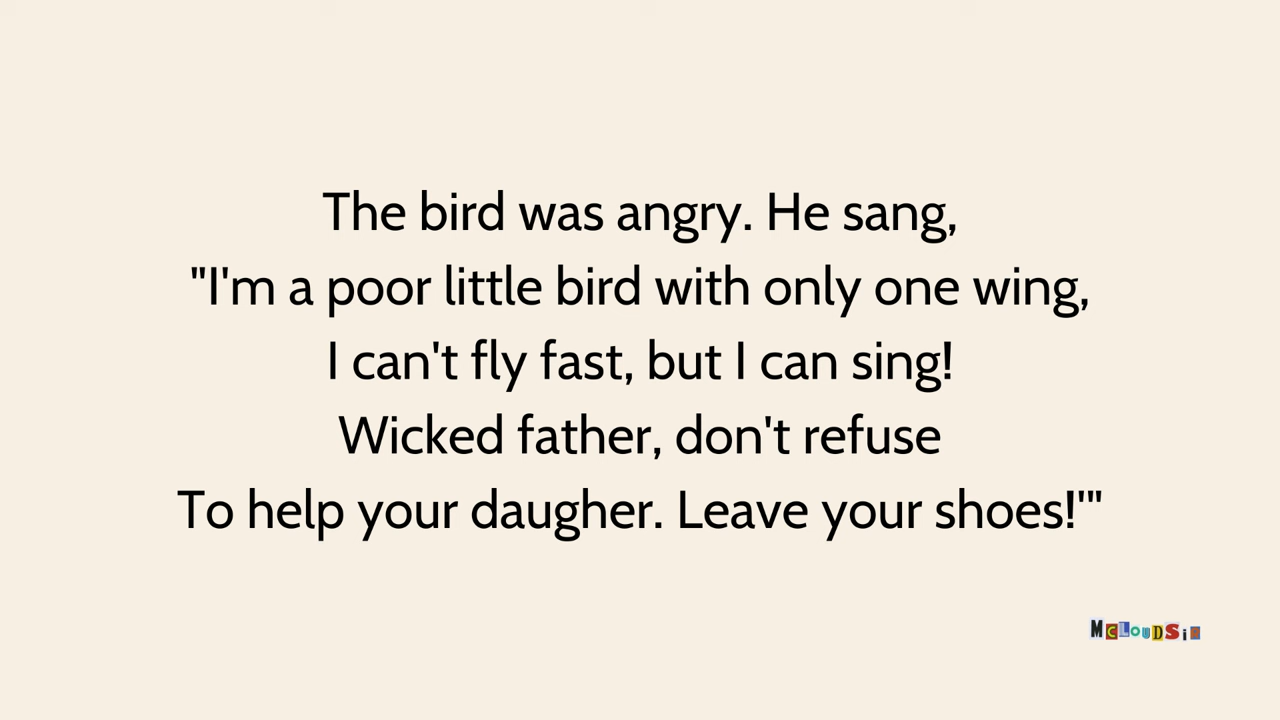 The bird was angry. He sang,
"I'm a poor little bird with only one wing,
I can't fly fast, but I can sing!
Wicked father, don't refuse
To help your daugher. Leave your shoes!'"
MCLOUDSiP